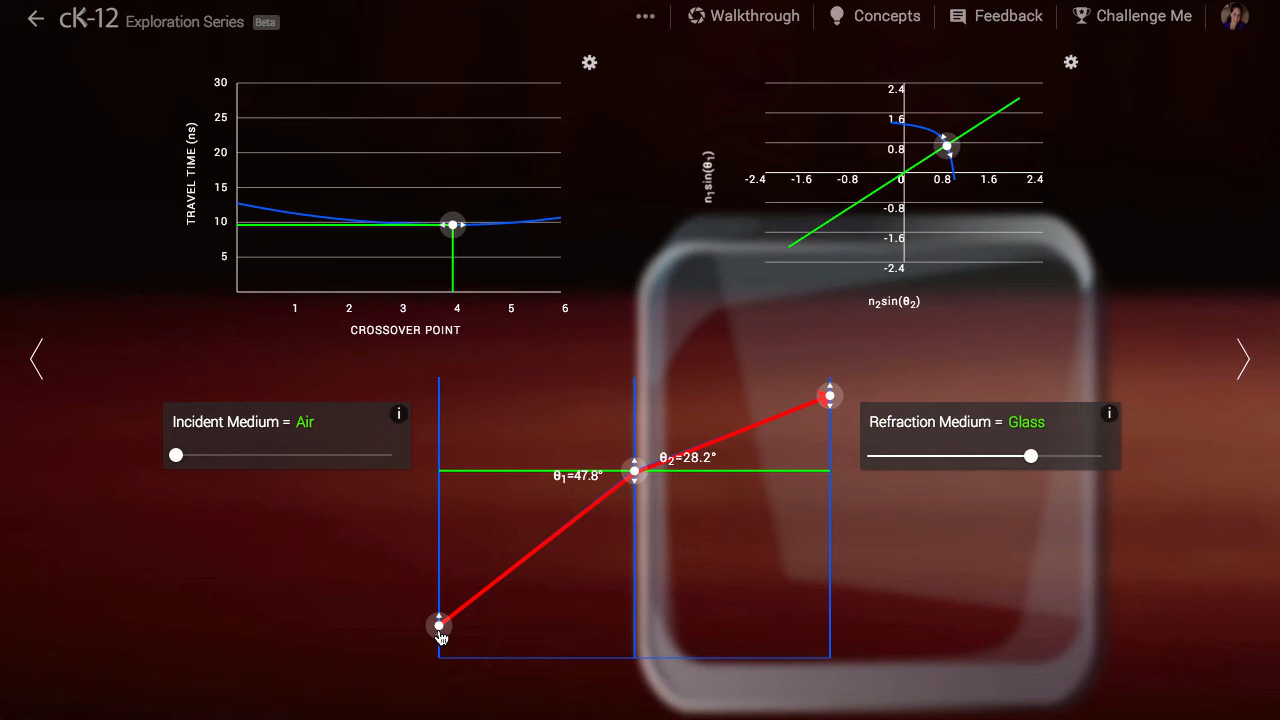 cK-12 Exploration Series Beta
Walkthrough
Concepts
Feedback
Challenge Me
30
25
20
15
10
5
TRAVEL TIME (ns)
1 2 3 4 5 6
CROSSOVER POINT
2.4
1.6
0.8
-2.4 -1.6 -0.8 0 0.8 1.6 2.4
-0.8
-1.6
-2.4
n₁sin(θ₁)
n₂sin(θ₂)
Incident Medium = Air
i
θ₁=47.8°
θ₂=28.2°
Refraction Medium = Glass
i